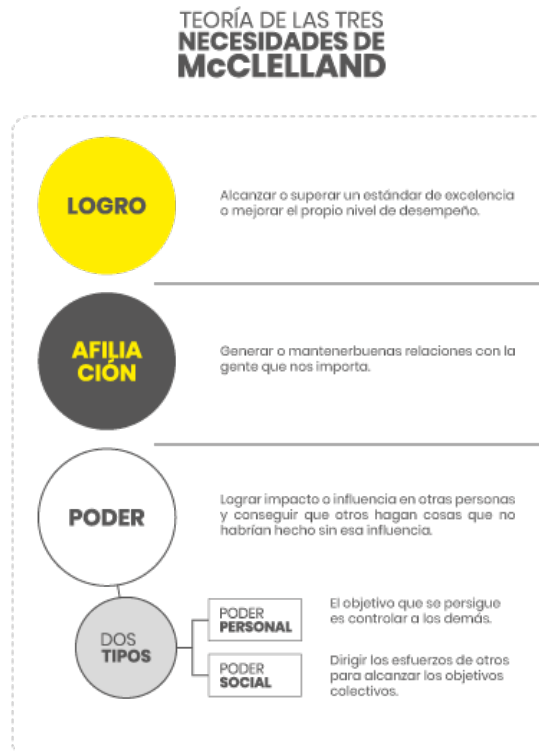 TEORÍA DE LAS TRES
NECESIDADES DE
McCLELLAND
LOGRO
Alcanzar o superar un estándar de excelencia
o mejorar el propio nivel de desempeño.
AFILIA
CIÓN
Generar o mantenerbuenas relaciones con la
gente que nos importa.
PODER
Lograr impacto o influencia en otras personas
y conseguir que otros hagan cosas que no
habrían hecho sin esa influencia.
DOS
TIPOS
PODER
PERSONAL
El objetivo que se persigue
es controlar a los demás.
PODER
SOCIAL
Dirigir los esfuerzos de otros
para alcanzar los objetivos
colectivos.